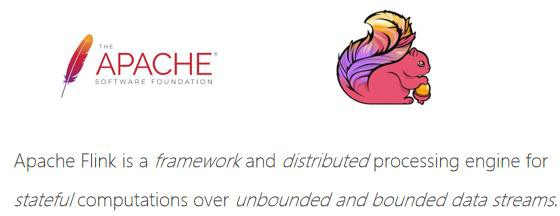 THE
APACHE®
SOFTWARE FOUNDATION
Apache Flink is a framework and distributed processing engine for
stateful computations over unbounded and bounded data streams.